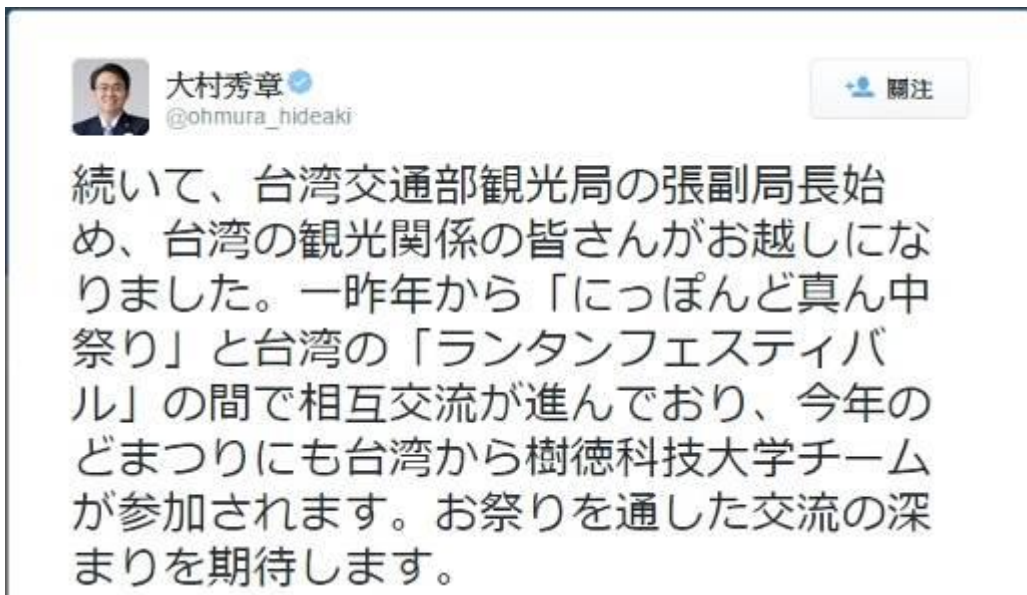 大村秀章
@ohmura_hideaki
關注
続いて、台湾交通部観光局の張副局長始
め、台湾の観光関係の皆さんがお越しにな
りました。一昨年から「にっぽんど真ん中
祭り」と台湾の「ランタンフェスティバ
ル」の間で相互交流が進んでおり、今年の
どまつりにも台湾から樹徳科技大学チーム
が参加されます。お祭りを通した交流の深
まりを期待します。